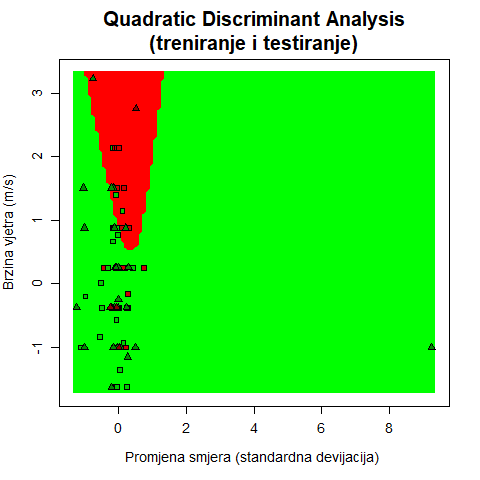 Quadratic Discriminant Analysis
(treniranje i testiranje)
Brzina vjetra (m/s)
3
2
1
0
-1
0 2 4 6 8
Promjena smjera (standardna devijacija)